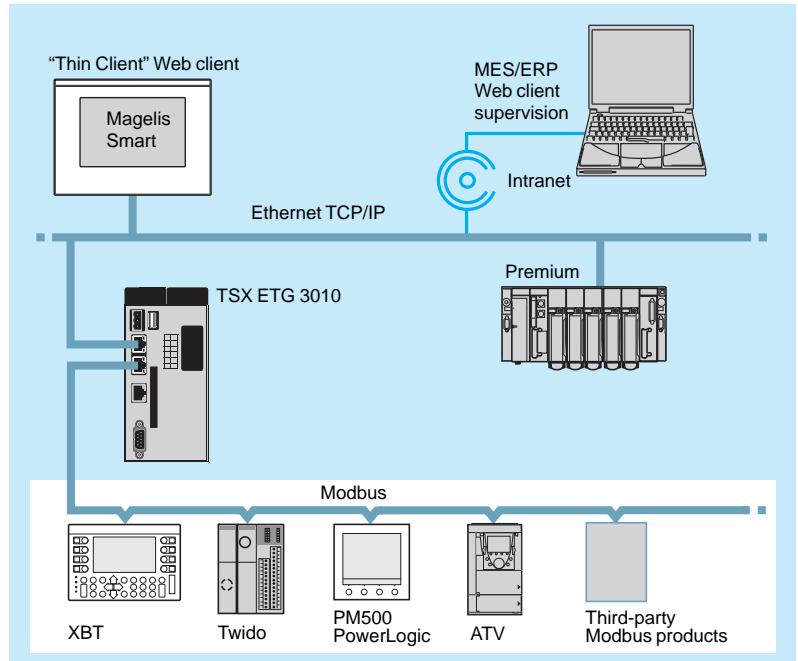 “Thin Client” Web client
Magelis
Smart
MES/ERP
Web client
supervision
Intranet
Ethernet TCP/IP
Premium
TSX ETG 3010
Modbus
XBT
Twido
PM500
PowerLogic
ATV
Third-party
Modbus products